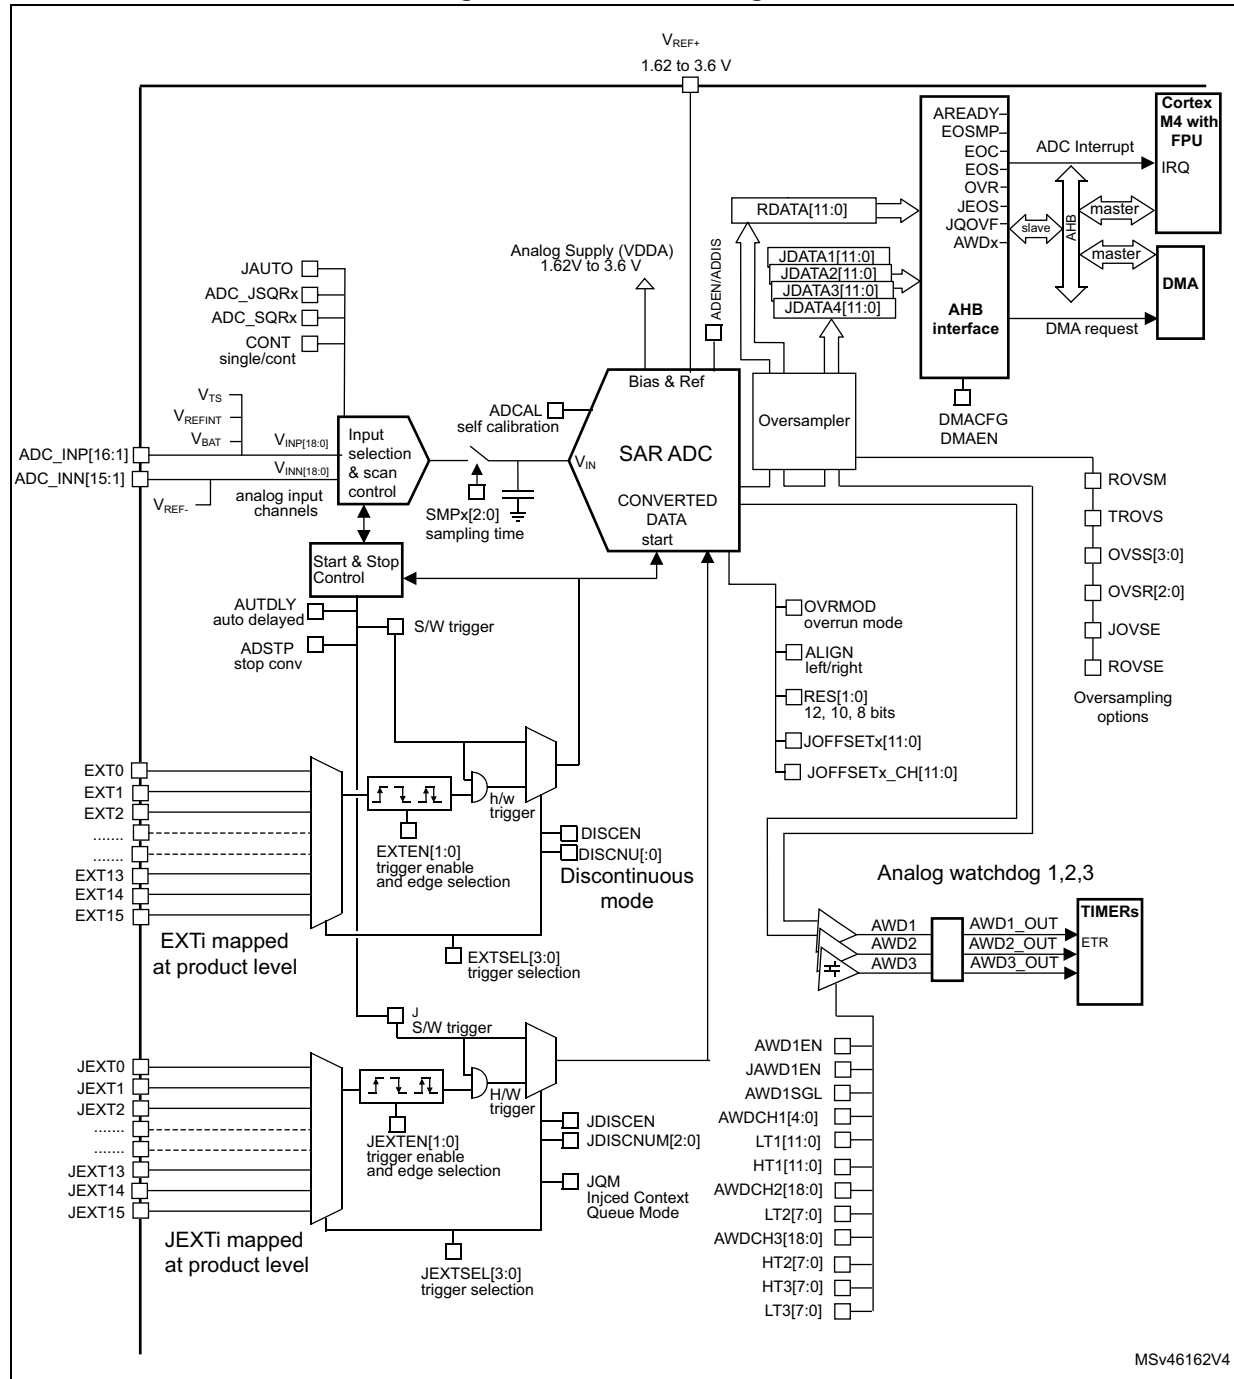 VREF+
1.62 to 3.6 V
Cortex
M4 with
FPU
IRQ
AREADY
EOSMP
EOC
EOS
OVR
JEOS
JQOVF
AWDx
ADC Interrupt
slave
AHB
master
master
DMA
DMA request
AHB
interface
DMACFG
DMAEN
RDATA[11:0]
JDATA1[11:0]
JDATA2[11:0]
JDATA3[11:0]
JDATA4[11:0]
Analog Supply (VDDA)
1.62V to 3.6 V
ADEN/ADDIS
JAUTO
ADC_JSQRx
ADC_SQRx
CONT
single/cont
Bias & Ref
ADCAL
self calibration
Oversampler
VTS
VREFINT
VBAT
VINP[18:0]
ADC_INP[16:1]
ADC_INN[15:1]
VINN[18:0]
VREF-
analog input
channels
Input
selection
& scan
control
SMPx[2:0]
sampling time
VIN
SAR ADC
CONVERTED
DATA
start
ROVSM
TROVS
OVSS[3:0]
OVSR[2:0]
JOVSE
ROVSE
Oversampling
options
Start & Stop
Control
AUTDLY
auto delayed
ADSTP
stop conv
S/W trigger
OVRMOD
overrun mode
ALIGN
left/right
RES[1:0]
12, 10, 8 bits
JOFFSETx[11:0]
JOFFSETx_CH[11:0]
EXT0
EXT1
EXT2
.......
.......
EXT13
EXT14
EXT15
h/w
trigger
EXTEN[1:0]
trigger enable
and edge selection
DISCEN
DISCNU[:0]
Discontinuous
mode
EXTi mapped
at product level
EXTSEL[3:0]
trigger selection
Analog watchdog 1,2,3
AWD1
AWD2
AWD3
AWD1_OUT
AWD2_OUT
AWD3_OUT
TIMERs
ETR
J
S/W trigger
JEXT0
JEXT1
JEXT2
.......
.......
JEXT13
JEXT14
JEXT15
H/W
trigger
JEXTEN[1:0]
trigger enable
and edge selection
JDISCEN
JDISCNUM[2:0]
JQM
Injced Context
Queue Mode
JEXTi mapped
at product level
JEXTSEL[3:0]
trigger selection
AWD1EN
JAWD1EN
AWD1SGL
AWDCH1[4:0]
LT1[11:0]
HT1[11:0]
AWDCH2[18:0]
LT2[7:0]
AWDCH3[18:0]
HT2[7:0]
HT3[7:0]
LT3[7:0]
MSv46162V4